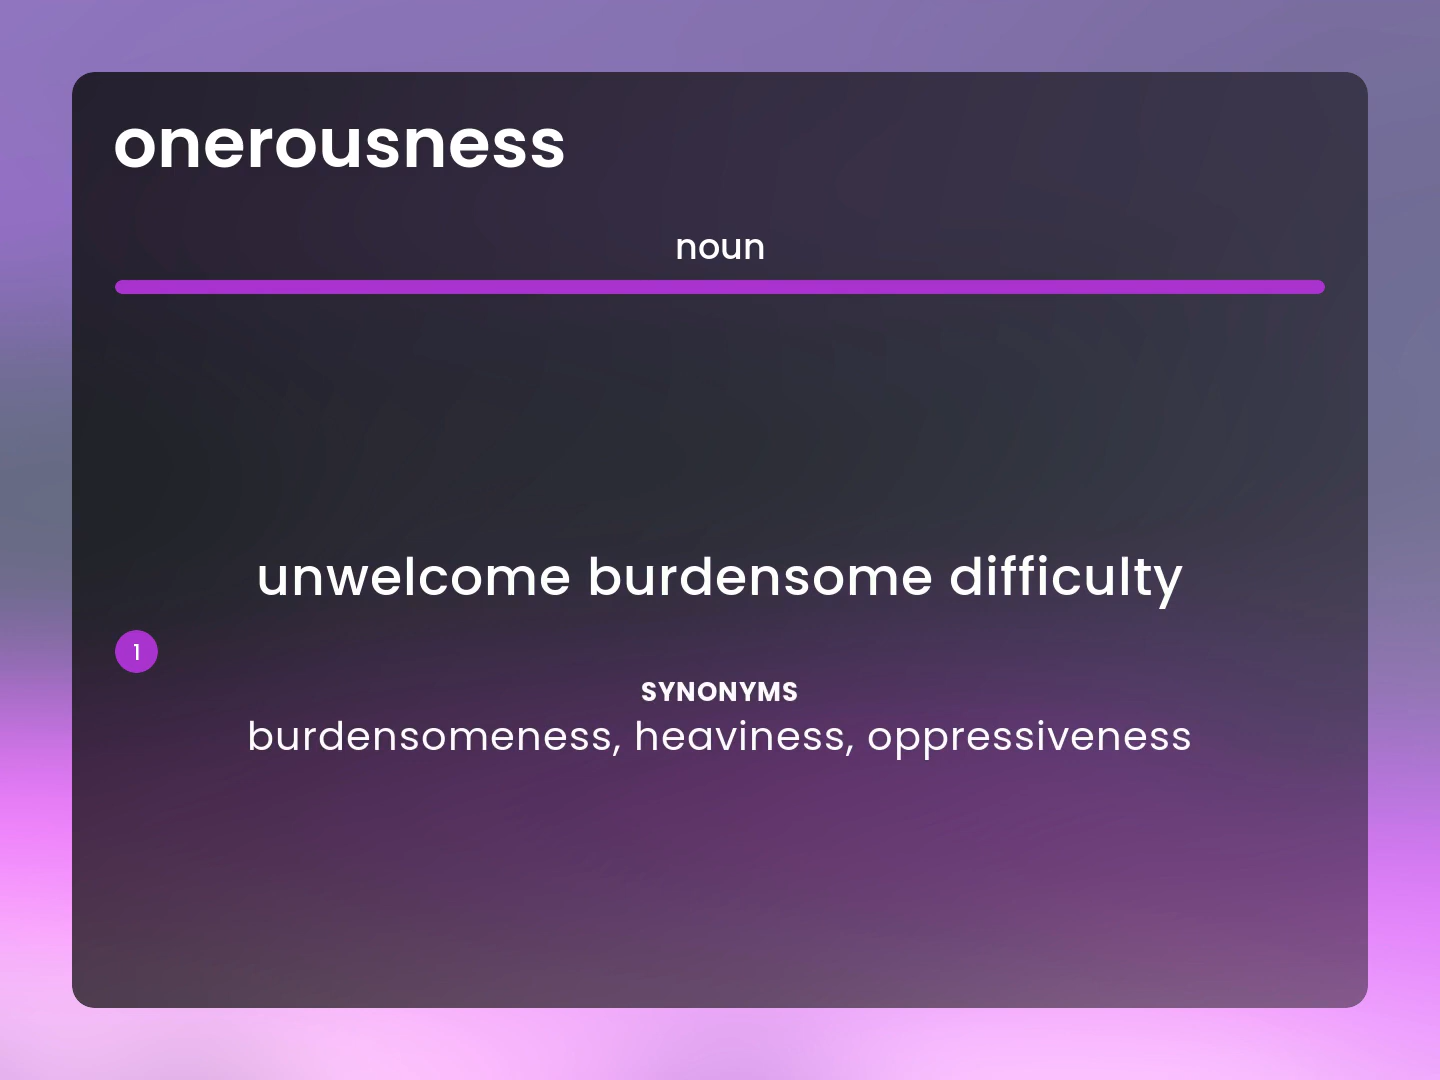 onerousness
noun
unwelcome burdensome difficulty
1
SYNONYMS
burdensomeness, heaviness, oppressiveness